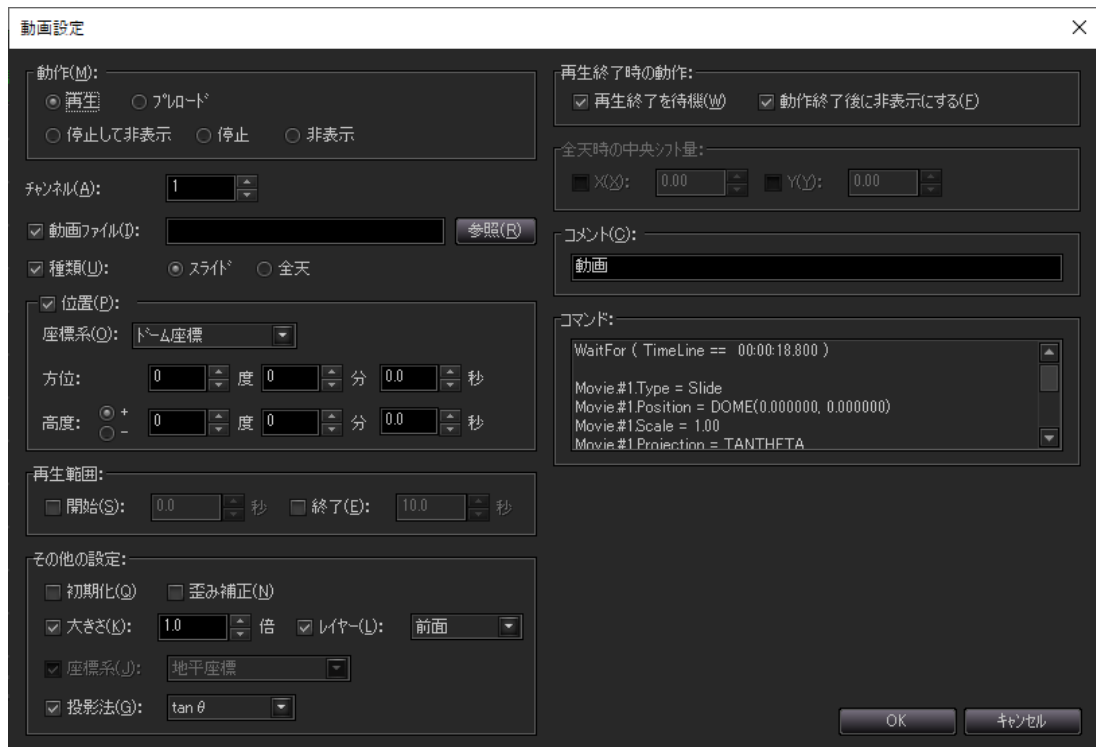 動画設定
動作(M):
再生 プレロード
停止して非表示 停止 非表示
チャンネル(A): 1
動画ファイル(I): 参照(R)
種類(U): スライド 全天
位置(P):
座標系(O): ドーム座標
方位: 0 度 0 分 0.0 秒
高度: + - 0 度 0 分 0.0 秒
再生範囲:
開始(S): 0.0 秒 終了(E): 10.0 秒
その他の設定:
初期化(Q) 歪み補正(N)
大きさ(K): 1.0 倍 レイヤー(L): 前面
座標系(J): 地平座標
投影法(G): tan θ
再生終了時の動作:
再生終了を待機(W) 動作終了後に非表示にする(F)
全天時の中央シフト量:
X(X): 0.00 Y(Y): 0.00
コメント(C):
動画
コマンド:
WaitFor ( TimeLine == 00:00:18.800 )
Movie.#1.Type = Slide
Movie.#1.Position = DOME(0.000000, 0.000000)
Movie.#1.Scale = 1.00
Movie.#1.Projection = TANTHETA
OK キャンセル